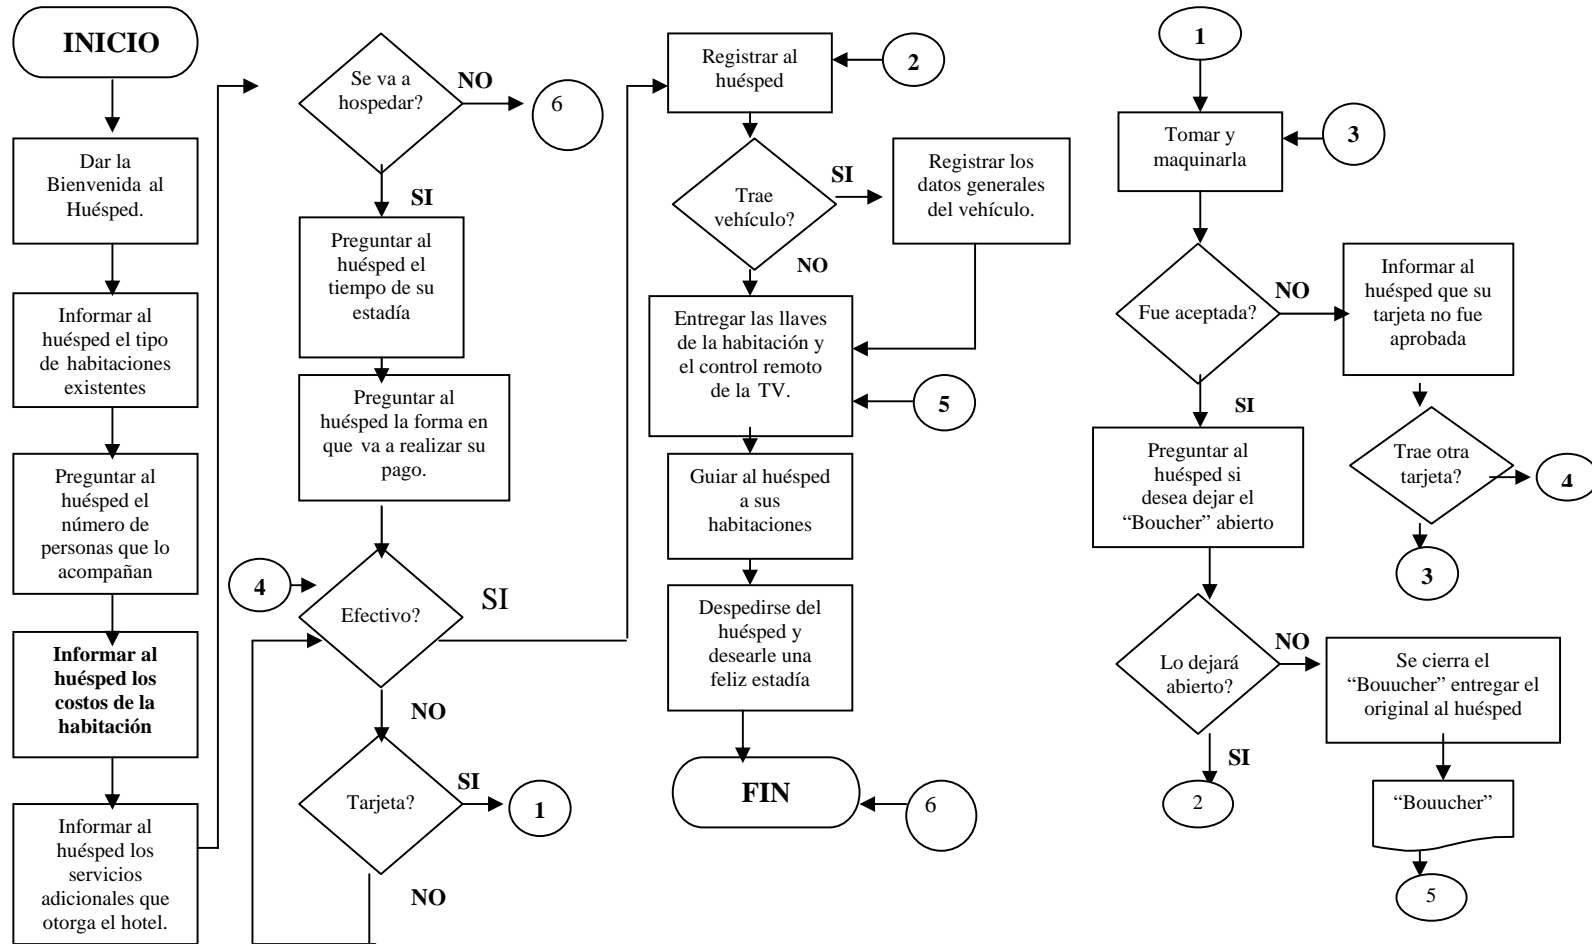 INICIO
Dar la
Bienvenida al
Huésped.
Informar al
huésped el tipo
de habitaciones
existentes
Preguntar al
huésped el
número de
personas que lo
acompañan
Informar al
huésped los
costos de la
habitación
Informar al
huésped los
servicios
adicionales que
otorga el hotel.
Se va a
hospedar?
NO
6
SI
Preguntar al
huésped el
tiempo de su
estadía
Preguntar al
huésped la forma en
que va a realizar su
pago.
4
Efectivo?
SI
NO
Tarjeta?
SI
1
NO
Registrar al
huésped
2
Trae
vehículo?
SI
Registrar los
datos generales
del vehículo.
NO
Entregar las llaves
de la habitación y
el control remoto
de la TV.
5
Guiar al huésped
a sus
habitaciones
Despedirse del
huésped y
desearle una
feliz estadía
FIN
6
1
Tomar y
maquinarla
3
Fue aceptada?
NO
Informar al
huésped que su
tarjeta no fue
aprobada
SI
Trae otra
tarjeta?
4
3
Preguntar al
huésped si
desea dejar el
“Boucher” abierto
Lo dejará
abierto?
NO
Se cierra el
“Bouucher” entregar el
original al huésped
SI
2
“Bouucher”
5